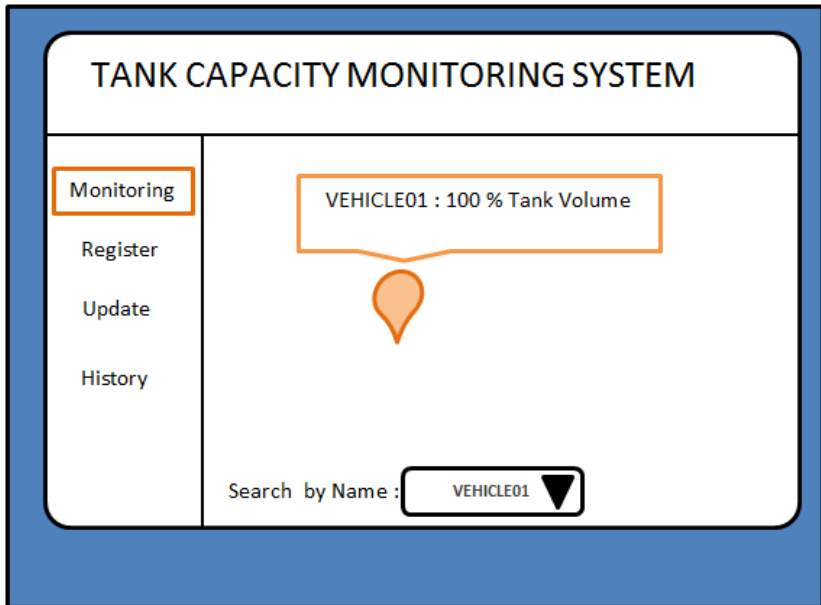 TANK CAPACITY MONITORING SYSTEM
Monitoring
Register
Update
History
VEHICLE01 : 100 % Tank Volume
Search by Name : VEHICLE01